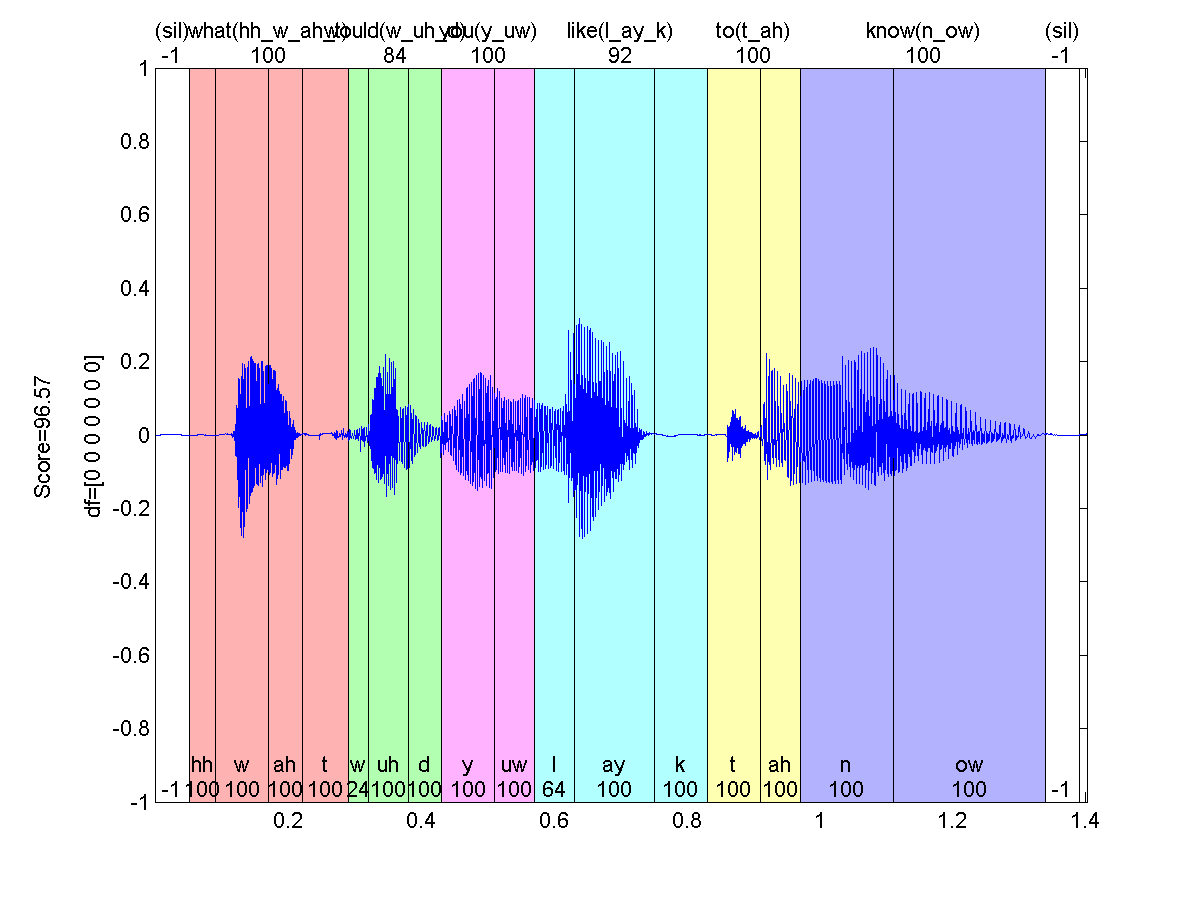 (sil) what(hh_w_ah_t) would(w_uh_d) you(y_uw) like(l_ay_k) to(t_ah) know(n_ow) (sil)
-1 100 84 100 92 100 100 -1
1
0.8
0.6
0.4
0.2
0
-0.2
-0.4
-0.6
-0.8
-1
Score=96.57
df=[0 0 0 0 0 0 0 0]
hh w ah t w uh d y uw l ay k t ah n ow
-1 100 100 100 100 24 100 100 100 100 64 100 100 100 100 100 100 -1
0.2 0.4 0.6 0.8 1 1.2 1.4